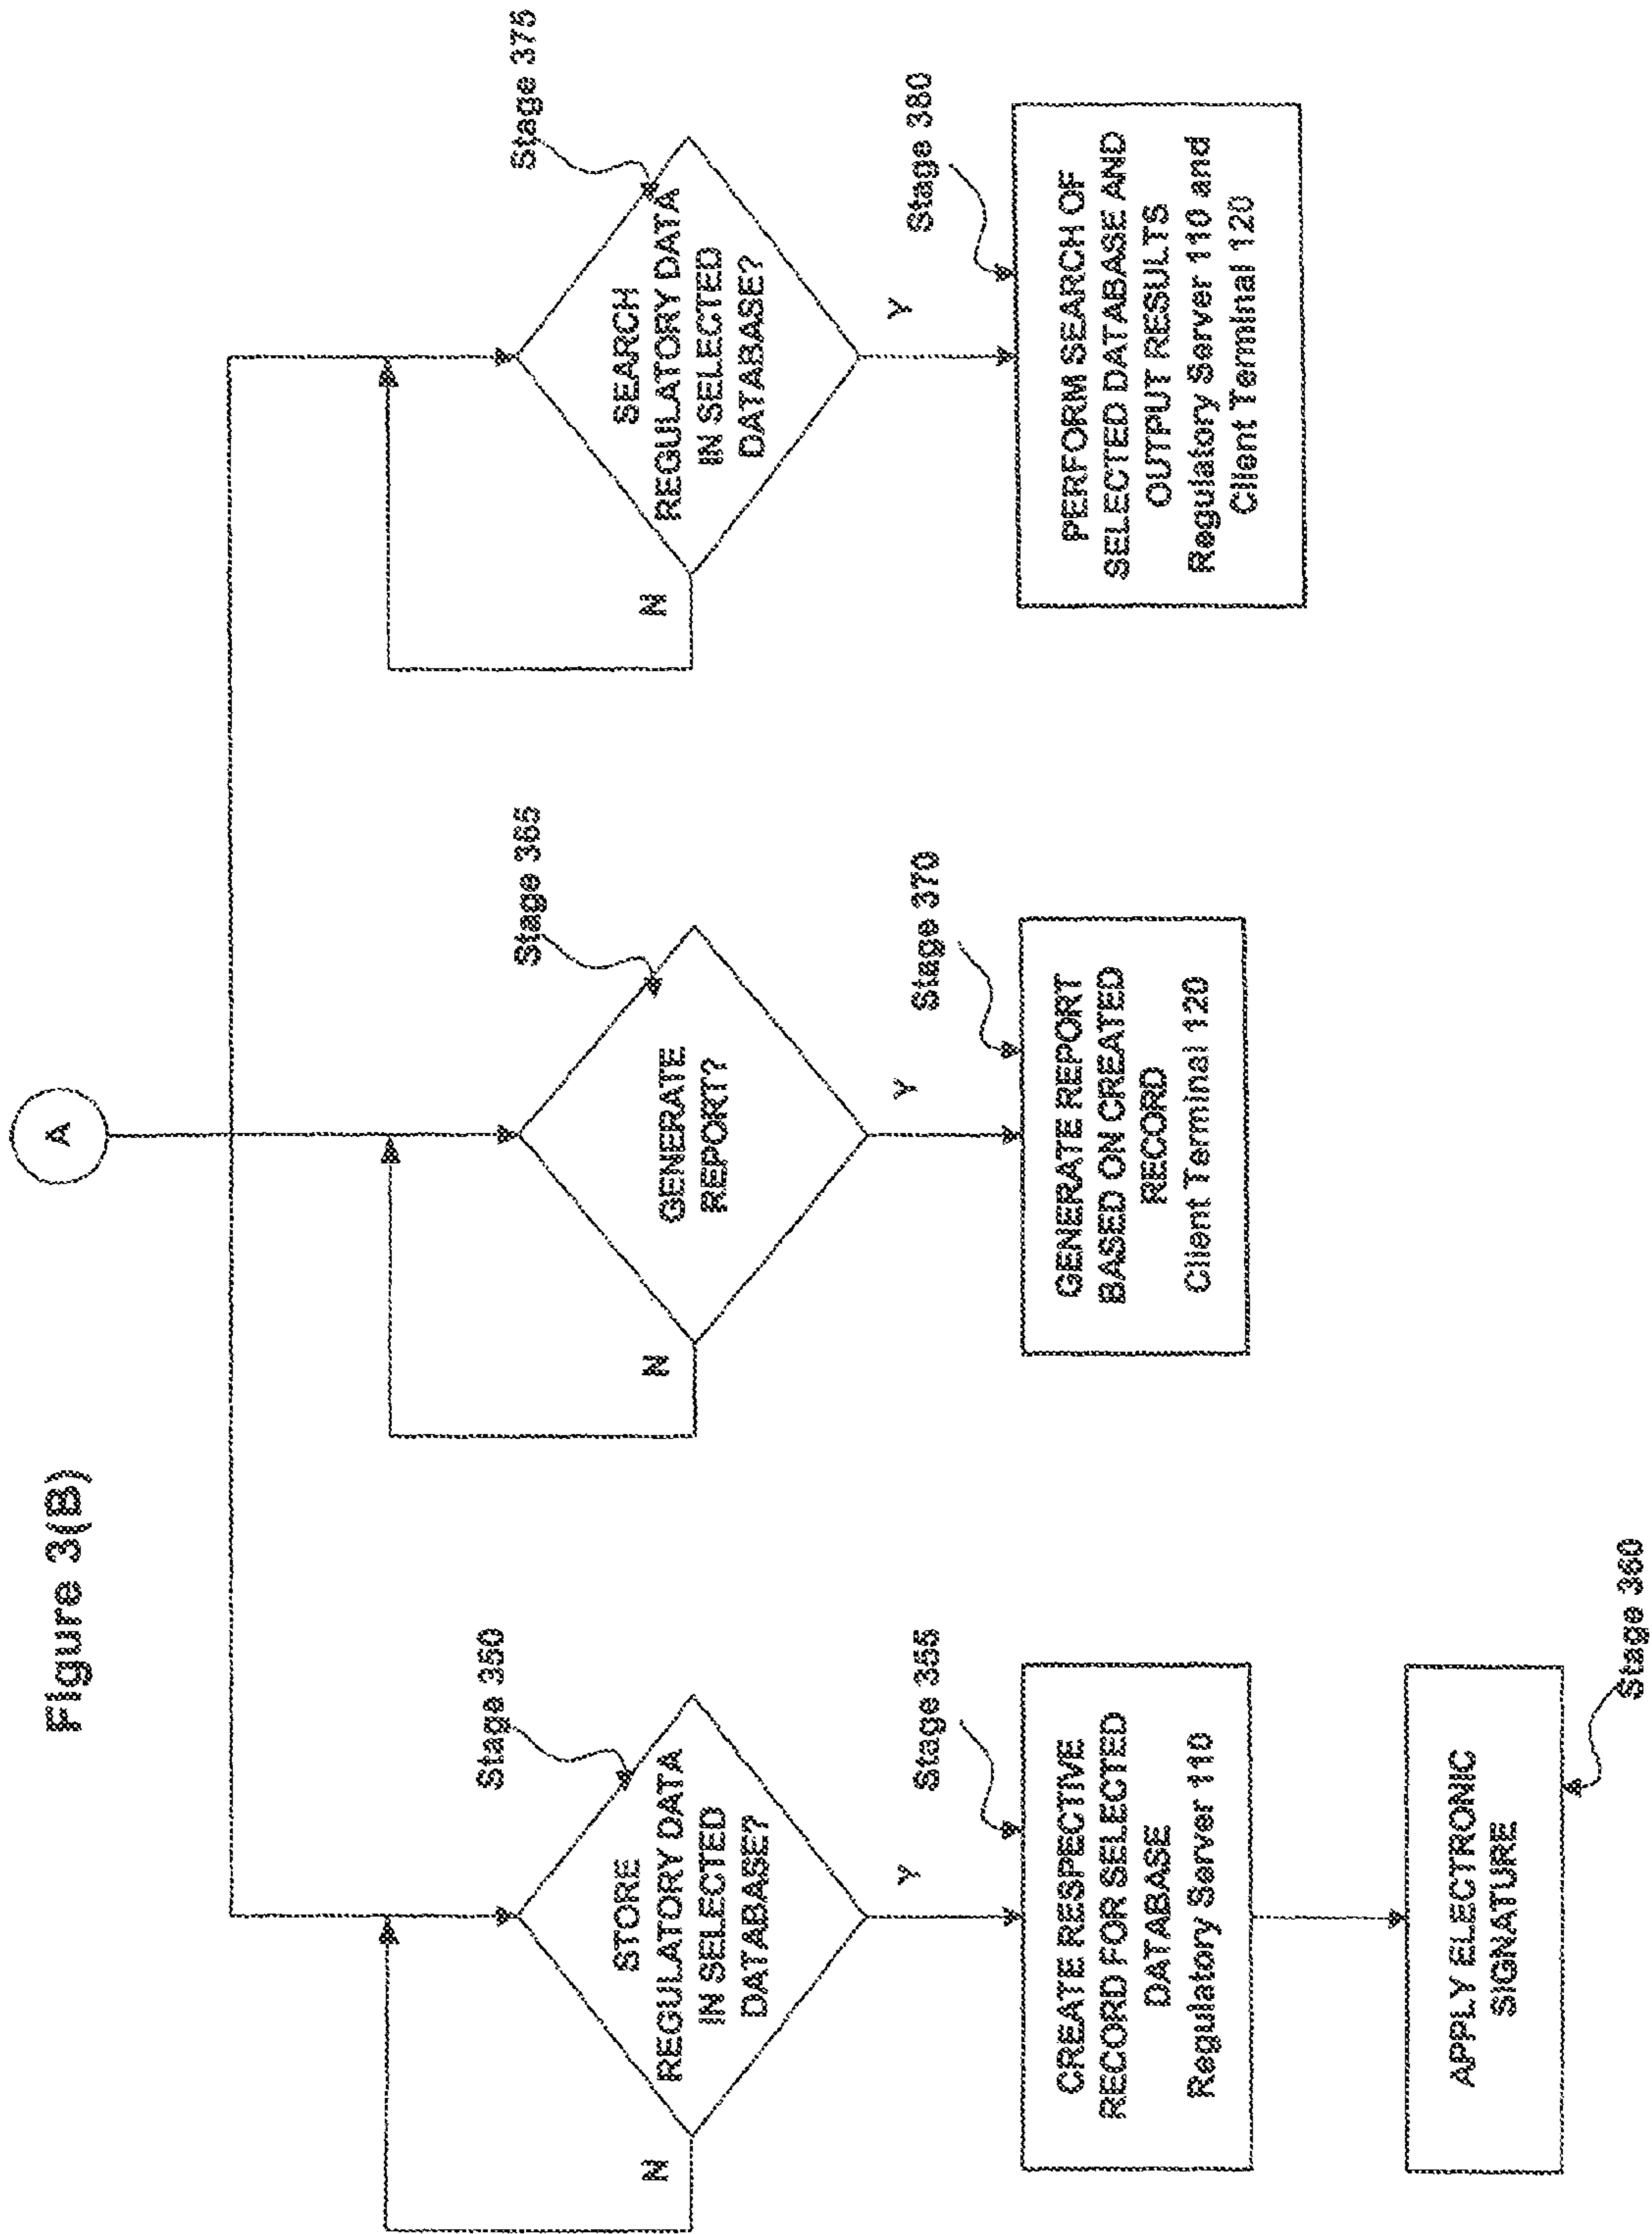 Figure 3(B)
A
Stage 350
STORE
REGULATORY DATA
IN SELECTED
DATABASE?
N
Y
Stage 355
CREATE RESPECTIVE
RECORD FOR SELECTED
DATABASE
Regulatory Server 110
APPLY ELECTRONIC
SIGNATURE
Stage 360
Stage 365
GENERATE
REPORT?
N
Y
Stage 370
GENERATE REPORT
BASED ON CREATED
RECORD
Client Terminal 120
Stage 375
SEARCH
REGULATORY DATA
IN SELECTED
DATABASE?
N
Y
Stage 380
PERFORM SEARCH OF
SELECTED DATABASE AND
OUTPUT RESULTS
Regulatory Server 110 and
Client Terminal 120